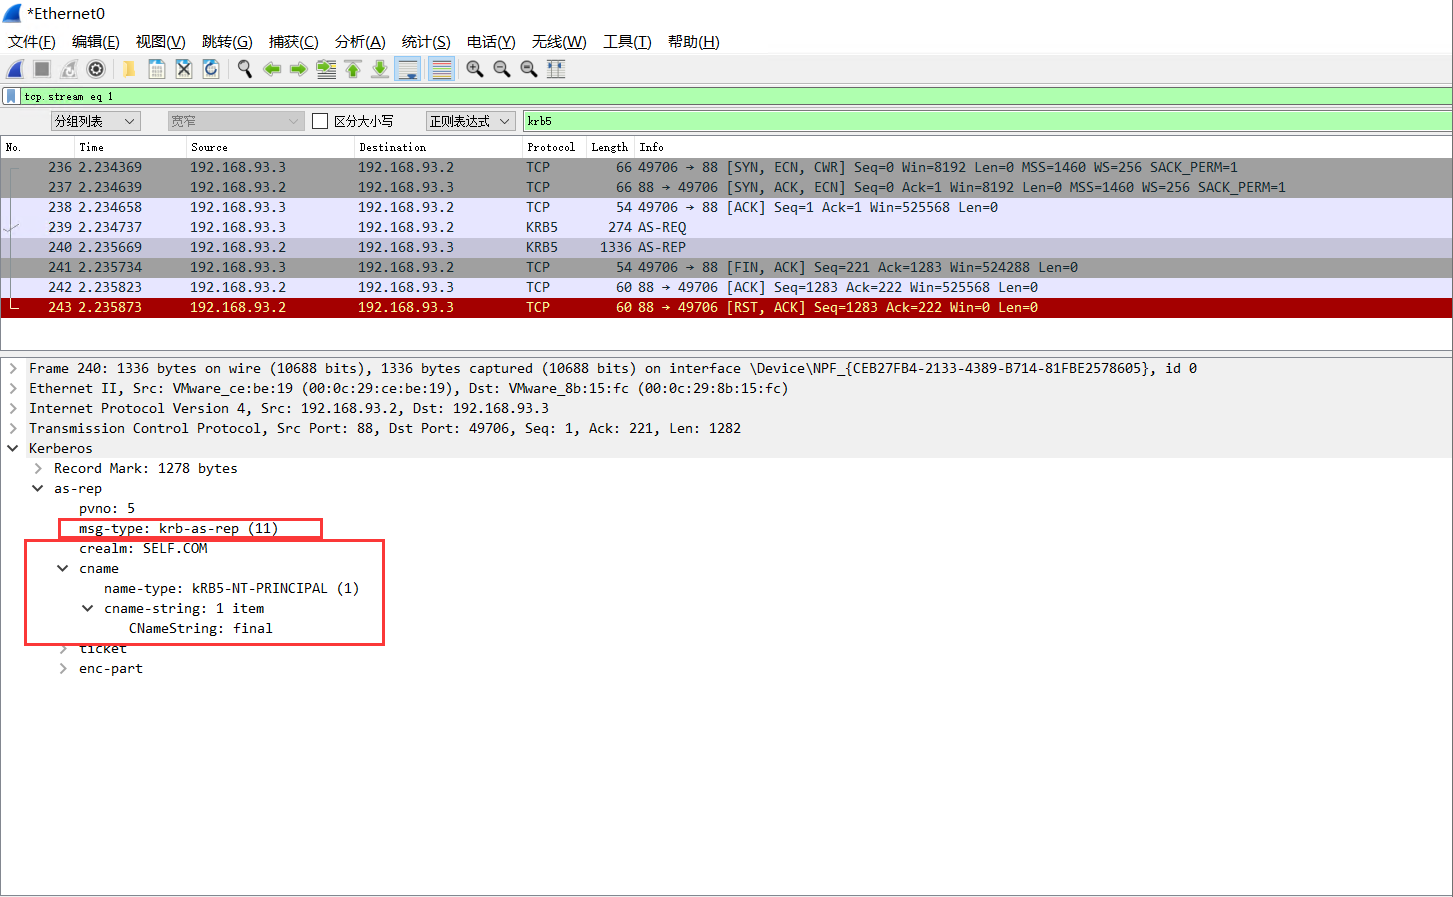 *Ethernet0
文件(F) 编辑(E) 视图(V) 跳转(G) 捕获(C) 分析(A) 统计(S) 电话(Y) 无线(W) 工具(T) 帮助(H)
tcp.stream eq 1
分组列表 宽窄 区分大小写 正则表达式 krb5
No. Time Source Destination Protocol Length Info
236 2.234369 192.168.93.3 192.168.93.2 TCP 66 49706 → 88 [SYN, ECN, CWR] Seq=0 Win=8192 Len=0 MSS=1460 WS=256 SACK_PERM=1
237 2.234639 192.168.93.2 192.168.93.3 TCP 66 88 → 49706 [SYN, ACK, ECN] Seq=0 Ack=1 Win=8192 Len=0 MSS=1460 WS=256 SACK_PERM=1
238 2.234658 192.168.93.3 192.168.93.2 TCP 54 49706 → 88 [ACK] Seq=1 Ack=1 Win=525568 Len=0
239 2.234737 192.168.93.3 192.168.93.2 KRB5 274 AS-REQ
240 2.235669 192.168.93.2 192.168.93.3 KRB5 1336 AS-REP
241 2.235734 192.168.93.3 192.168.93.2 TCP 54 49706 → 88 [FIN, ACK] Seq=221 Ack=1283 Win=524288 Len=0
242 2.235823 192.168.93.2 192.168.93.3 TCP 60 88 → 49706 [ACK] Seq=1283 Ack=222 Win=525568 Len=0
243 2.235873 192.168.93.2 192.168.93.3 TCP 60 88 → 49706 [RST, ACK] Seq=1283 Ack=222 Win=0 Len=0
Frame 240: 1336 bytes on wire (10688 bits), 1336 bytes captured (10688 bits) on interface \Device\NPF_{CEB27FB4-2133-4389-B714-81FBE2578605}, id 0
Ethernet II, Src: VMware_ce:be:19 (00:0c:29:ce:be:19), Dst: VMware_8b:15:fc (00:0c:29:8b:15:fc)
Internet Protocol Version 4, Src: 192.168.93.2, Dst: 192.168.93.3
Transmission Control Protocol, Src Port: 88, Dst Port: 49706, Seq: 1, Ack: 221, Len: 1282
Kerberos
Record Mark: 1278 bytes
as-rep
pvno: 5
msg-type: krb-as-rep (11)
crealm: SELF.COM
cname
name-type: kRB5-NT-PRINCIPAL (1)
cname-string: 1 item
CNameString: final
ticket
enc-part